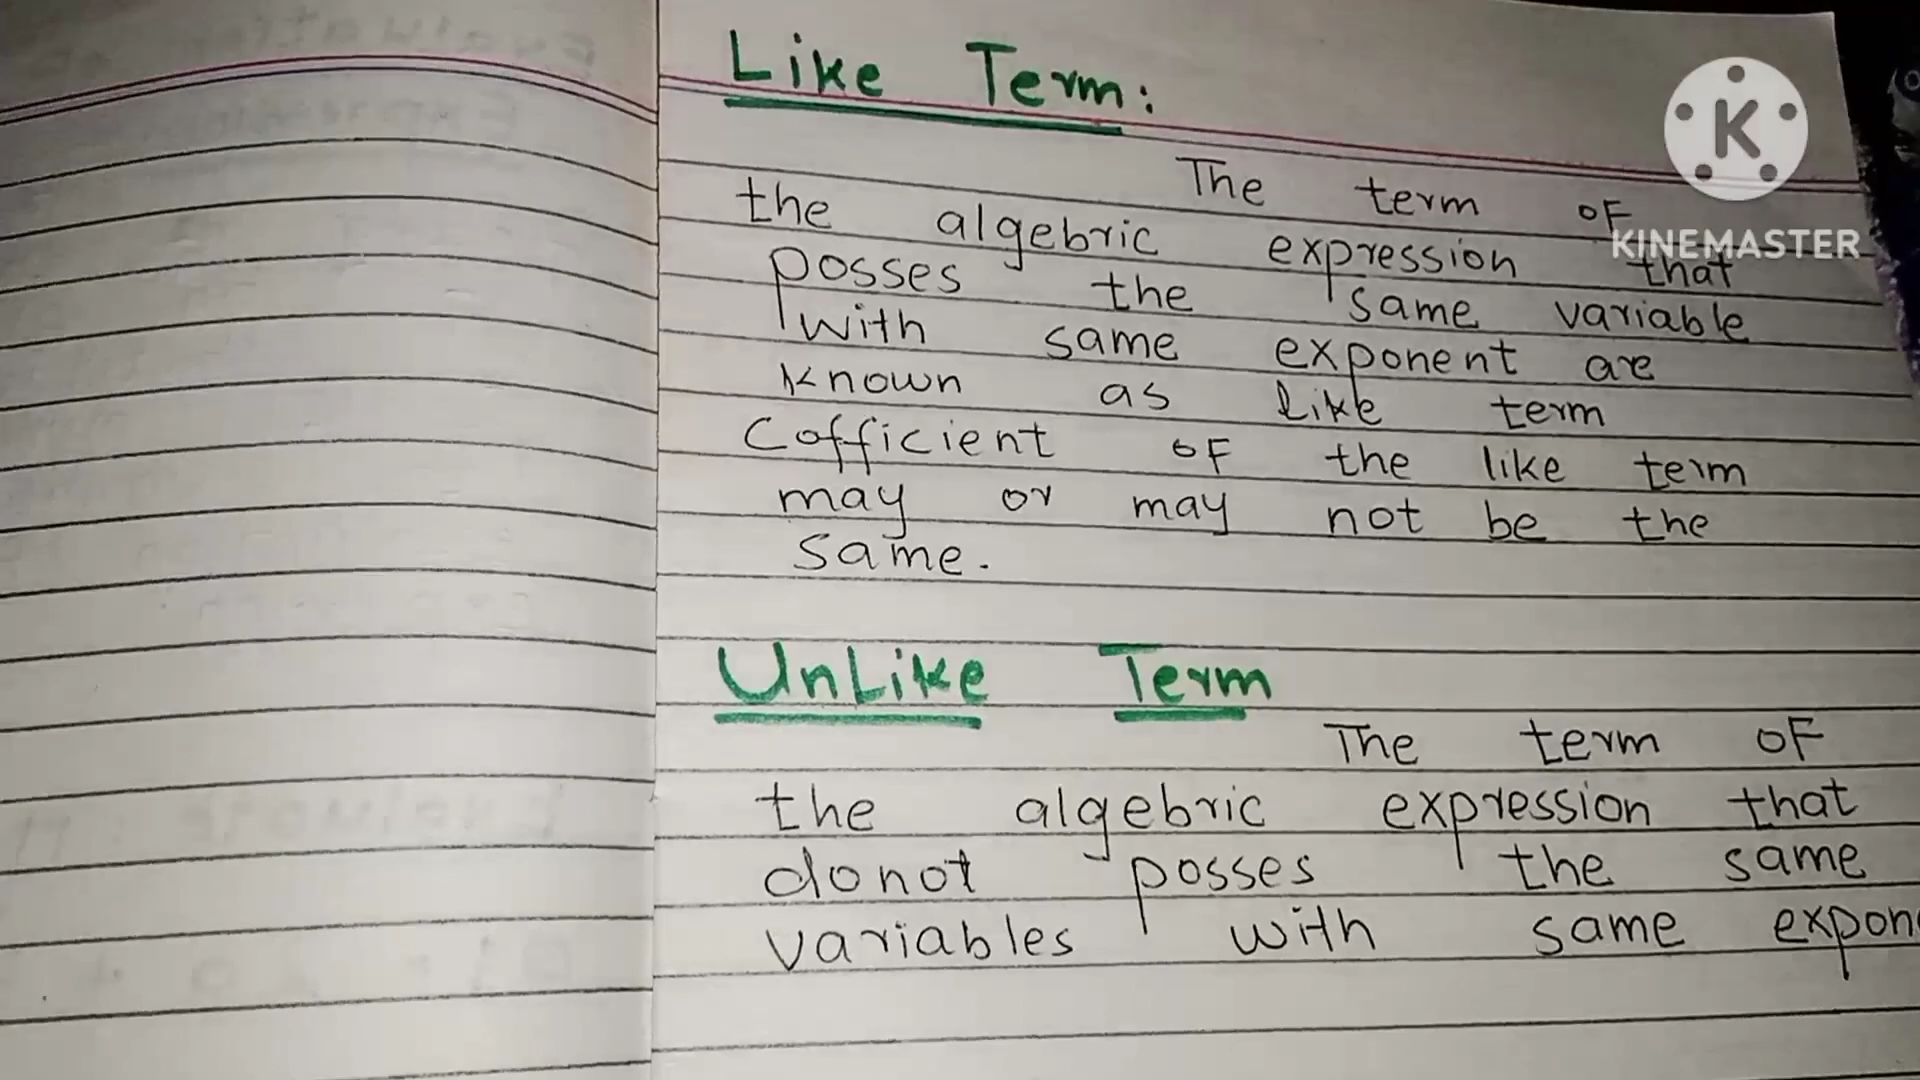 Like Term:
The term of
the algebric expression that
posses the same variable
with same exponent are
known as like term
Cofficient of the like term
may or may not be the
same.
UnLike Term
The term of
the algebric expression that
donot posses the same
variables with same expon
K
KINEMASTER